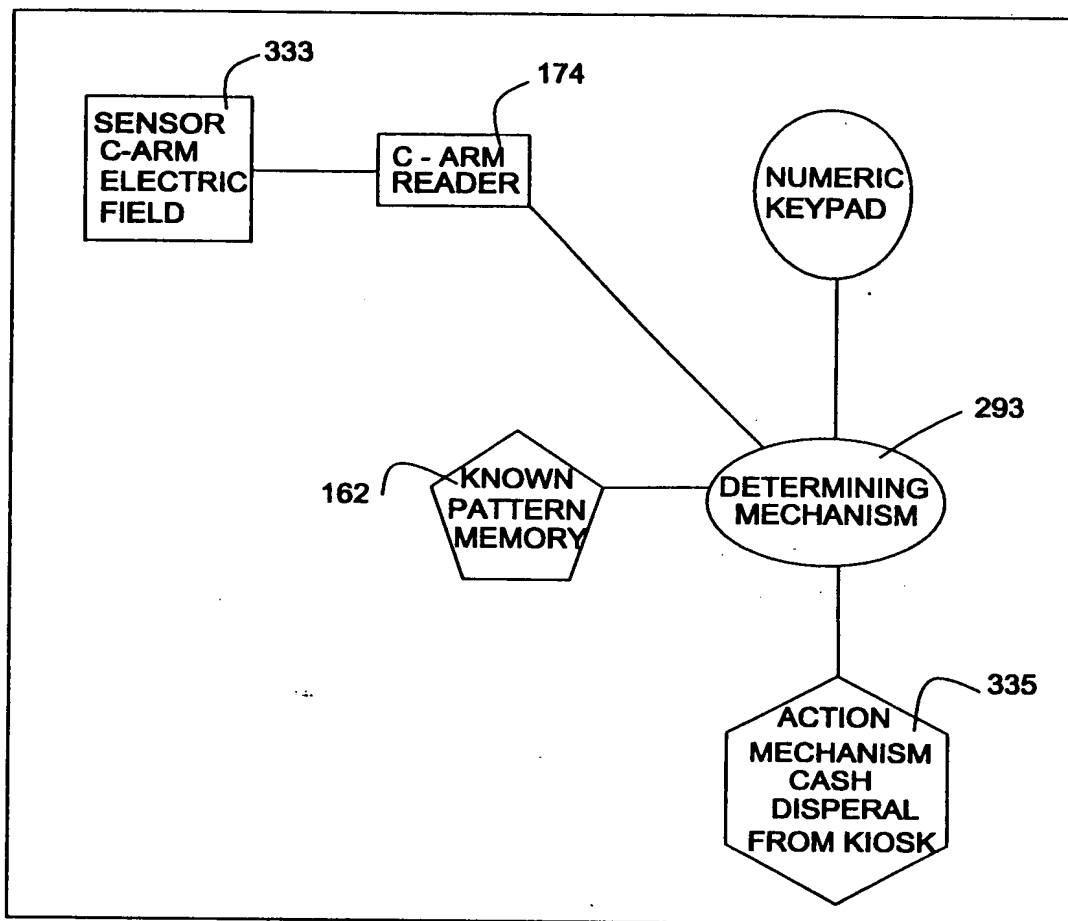 333
SENSOR
C-ARM
ELECTRIC
FIELD
174
C - ARM
READER
NUMERIC
KEYPAD
293
DETERMINING
MECHANISM
162
KNOWN
PATTERN
MEMORY
335
ACTION
MECHANISM
CASH
DISPERAL
FROM KIOSK